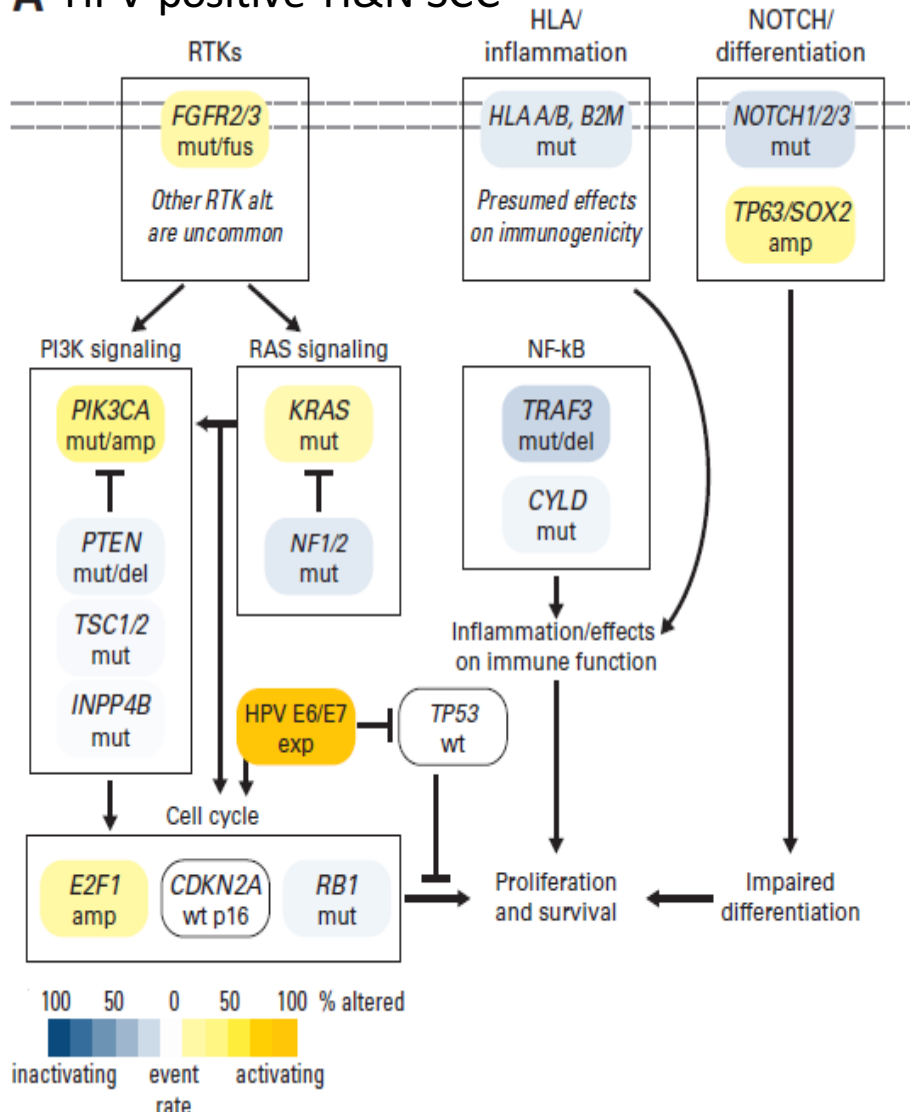 A HPV-positive H&N SCC
RTKs
HLA/
inflammation
NOTCH/
differentiation
FGFR2/3
mut/fus
Other RTK alt.
are uncommon
HLA A/B, B2M
mut
Presumed effects
on immunogenicity
NOTCH1/2/3
mut
TP63/SOX2
amp
PI3K signaling
RAS signaling
NF-kB
PIK3CA
mut/amp
PTEN
mut/del
TSC1/2
mut
INPP4B
mut
KRAS
mut
NF1/2
mut
TRAF3
mut/del
CYLD
mut
Inflammation/effects
on immune function
HPV E6/E7
exp
TP53
wt
Cell cycle
E2F1
amp
CDKN2A
wt p16
RB1
mut
Proliferation
and survival
Impaired
differentiation
100 50 0 50 100 % altered
inactivating event activating
rate